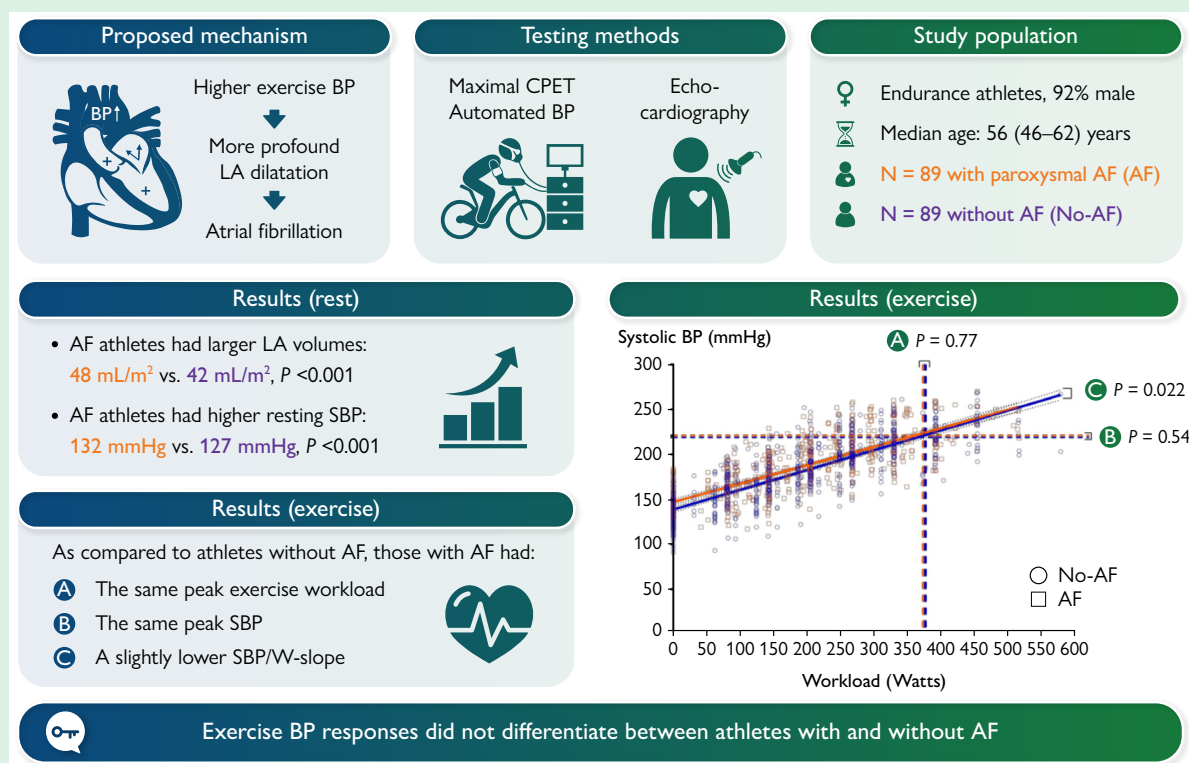 Proposed mechanism
BP↑
Higher exercise BP
More profound
LA dilatation
Atrial fibrillation
Testing methods
Maximal CPET
Automated BP
Echo-
cardiography
Study population
Endurance athletes, 92% male
Median age: 56 (46–62) years
N = 89 with paroxysmal AF (AF)
N = 89 without AF (No-AF)
Results (rest)
• AF athletes had larger LA volumes:
48 mL/m² vs. 42 mL/m², P <0.001
• AF athletes had higher resting SBP:
132 mmHg vs. 127 mmHg, P <0.001
Results (exercise)
As compared to athletes without AF, those with AF had:
A The same peak exercise workload
B The same peak SBP
C A slightly lower SBP/W-slope
Results (exercise)
Systolic BP (mmHg)
A P = 0.77
C P = 0.022
B P = 0.54
300
250
200
150
100
50
0
No-AF
AF
0 50 100 150 200 250 300 350 400 450 500 550 600
Workload (Watts)
Exercise BP responses did not differentiate between athletes with and without AF